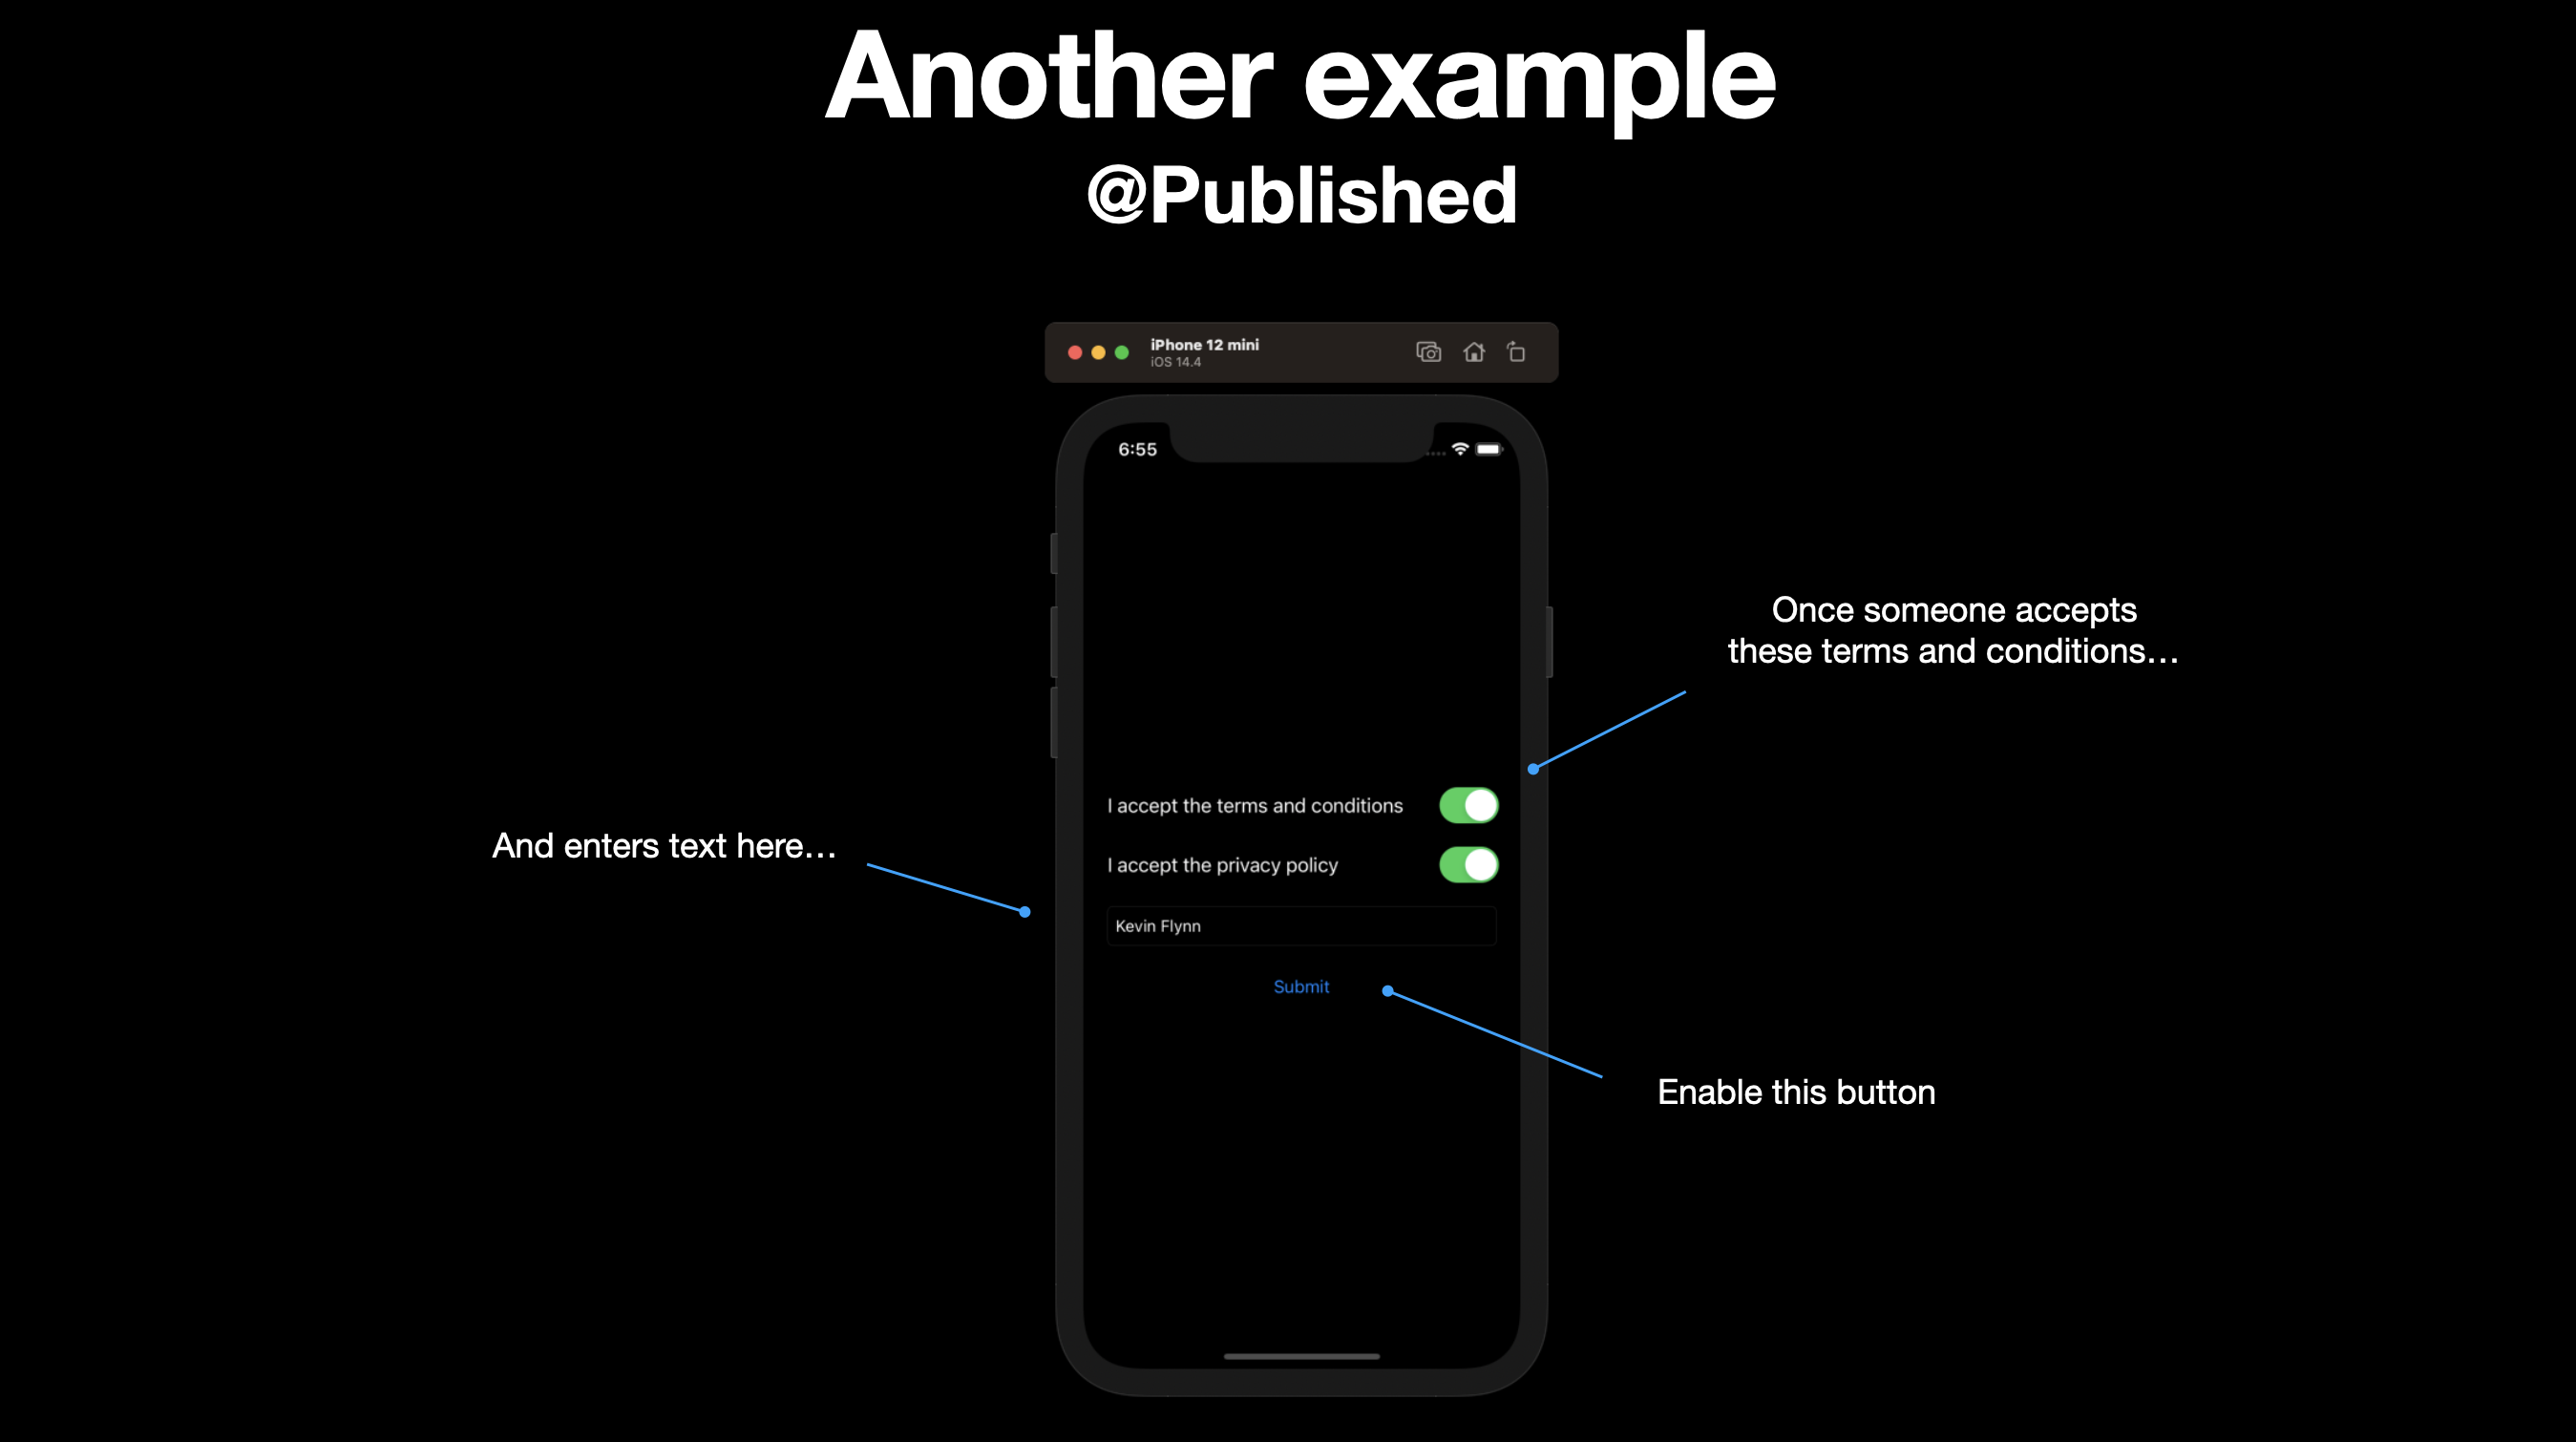 Another example
@Published
iPhone 12 mini
iOS 14.4
6:55
Once someone accepts
these terms and conditions…
I accept the terms and conditions
And enters text here…
I accept the privacy policy
Kevin Flynn
Submit
Enable this button